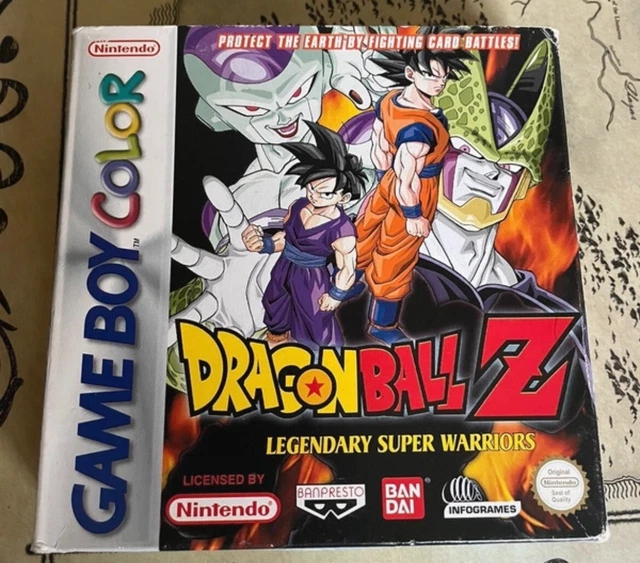 Nintendo
PROTECT THE EARTH BY FIGHTING CARD BATTLES!
GAME BOY COLOR
TM
DRAGON BALL Z
LEGENDARY SUPER WARRIORS
LICENSED BY
Nintendo
BANPRESTO
BAN
DAI
INFOGRAMES
Original
Nintendo
Seal of
Quality